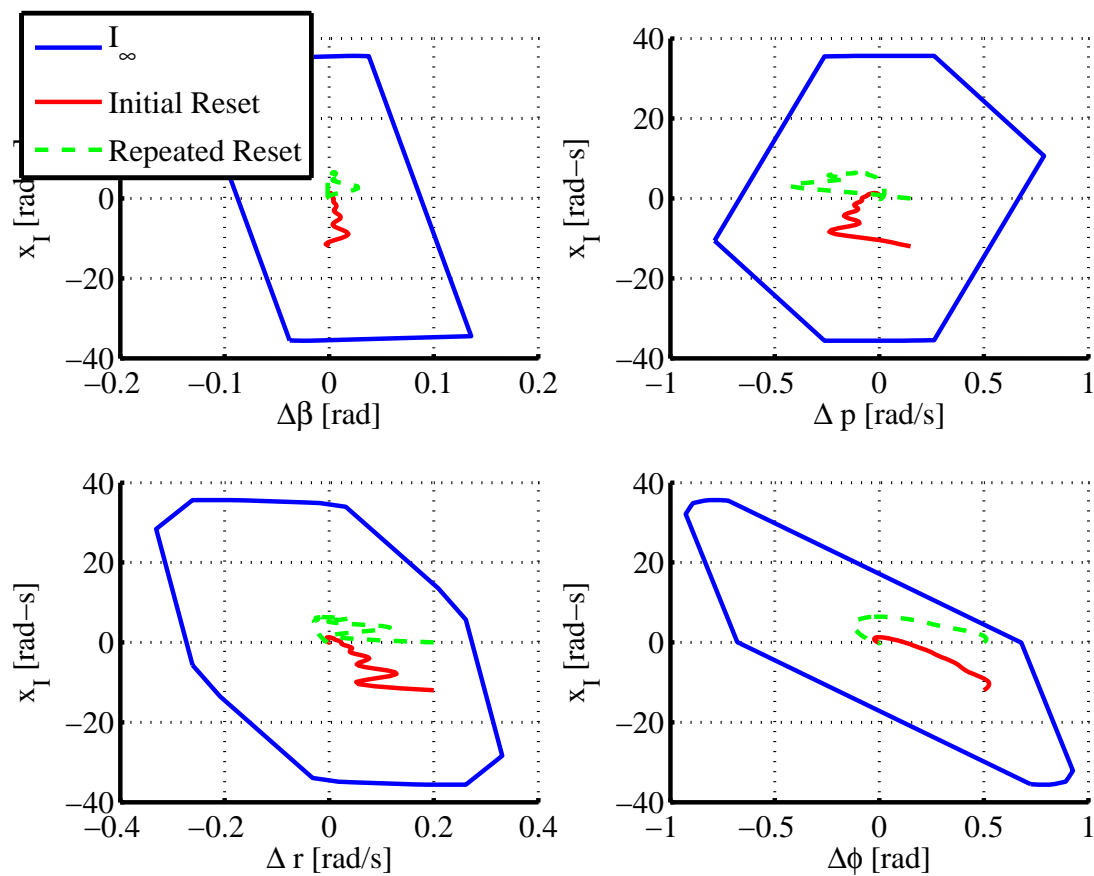 I∞
Initial Reset
Repeated Reset
x_I [rad
−20
−40
−0.2 −0.1 0 0.1 0.2
Δβ [rad]
40
20
0
−20
−40
x_I [rad−s]
−1 −0.5 0 0.5 1
Δ p [rad/s]
40
20
0
−20
−40
x_I [rad−s]
−0.4 −0.2 0 0.2 0.4
Δ r [rad/s]
40
20
0
−20
−40
x_I [rad−s]
−1 −0.5 0 0.5 1
Δϕ [rad]